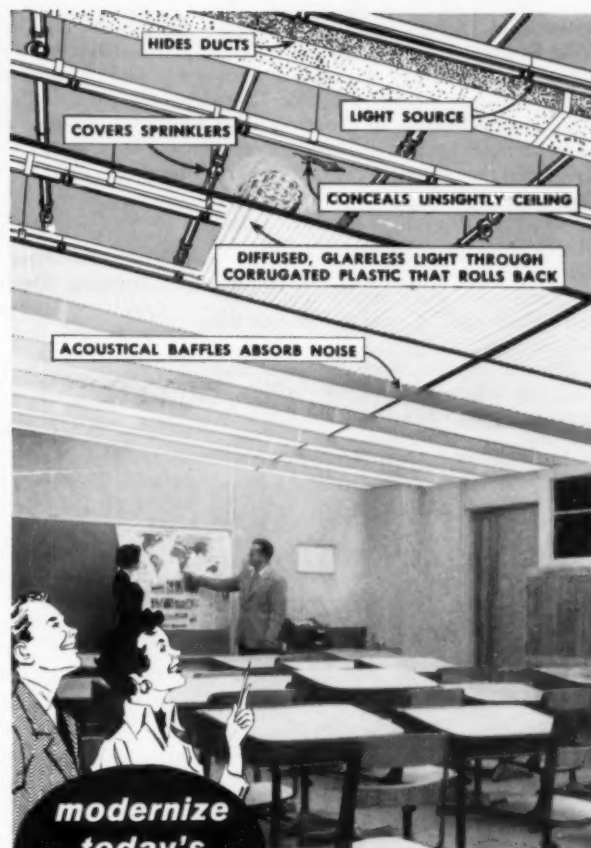 HIDES DUCTS
LIGHT SOURCE
COVERS SPRINKLERS
CONCEALS UNSIGHTLY CEILING
DIFFUSED, GLARELESS LIGHT THROUGH
CORRUGATED PLASTIC THAT ROLLS BACK
ACOUSTICAL BAFFLES ABSORB NOISE
modernize
today's